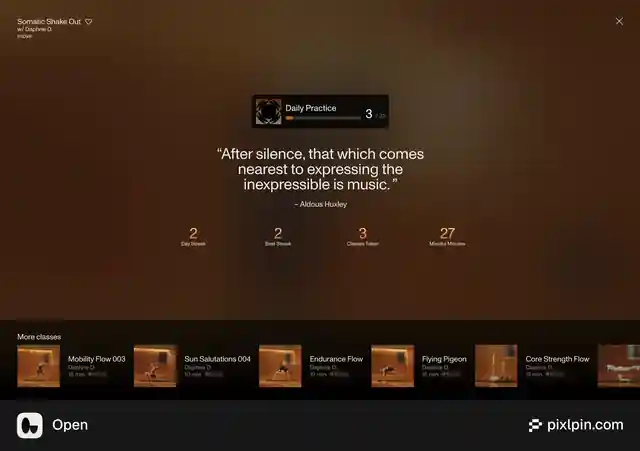 Somatic Shake Out
w/ Daphne D.
Daily Practice
3
“After silence, that which comes
nearest to expressing the
inexpressible is music.”
– Aldous Huxley
2
Day Streak
2
Best Streak
3
Classes Taken
27
Mindful Minutes
More classes
Mobility Flow 003
Daphne D.
Sun Salutations 004
Daphne D.
Endurance Flow
Daphne D.
Flying Pigeon
Daphne D.
Core Strength Flow
Daphne D.
Open
pixlpin.com